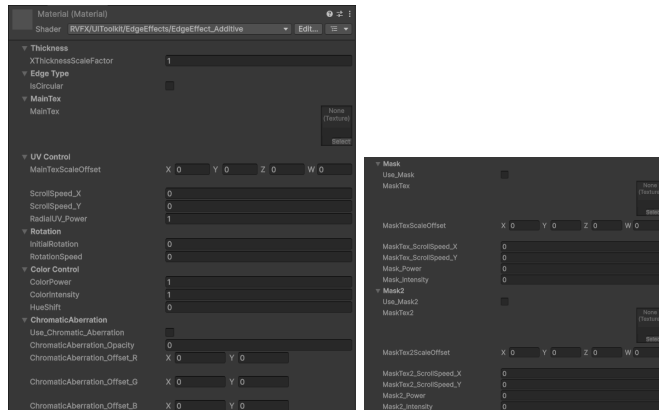 Material (Material)
Shader RVFX/UIToolkit/EdgeEffects/EdgeEffect_Additive Edit...
Thickness
XThicknessScaleFactor 1
Edge Type
IsCircular
MainTex
MainTex None (Texture) Select
UV Control
MainTexScaleOffset X 0 Y 0 Z 0 W 0
ScrollSpeed_X 0
ScrollSpeed_Y 0
RadialUV_Power 1
Rotation
InitialRotation 0
RotationSpeed 0
Color Control
ColorPower 1
ColorIntensity 1
HueShift 0
ChromaticAberration
Use_Chromatic_Aberration
ChromaticAberration_Opacity 0
ChromaticAberration_Offset_R X 0 Y 0
ChromaticAberration_Offset_G X 0 Y 0
ChromaticAberration_Offset_B X 0 Y 0
Mask
Use_Mask
MaskTex None (Texture
MaskTexScaleOffset X 0 Y 0 Z 0 W 0
MaskTex_ScrollSpeed_X 0
MaskTex_ScrollSpeed_Y 0
Mask_Power 0
Mask_Intensity 0
Mask2
Use_Mask2
MaskTex2 None (Texture
MaskTex2ScaleOffset X 0 Y 0 Z 0 W 0
MaskTex2_ScrollSpeed_X 0
MaskTex2_ScrollSpeed_Y 0
Mask2_Power 0
Mask2_Intensity 0